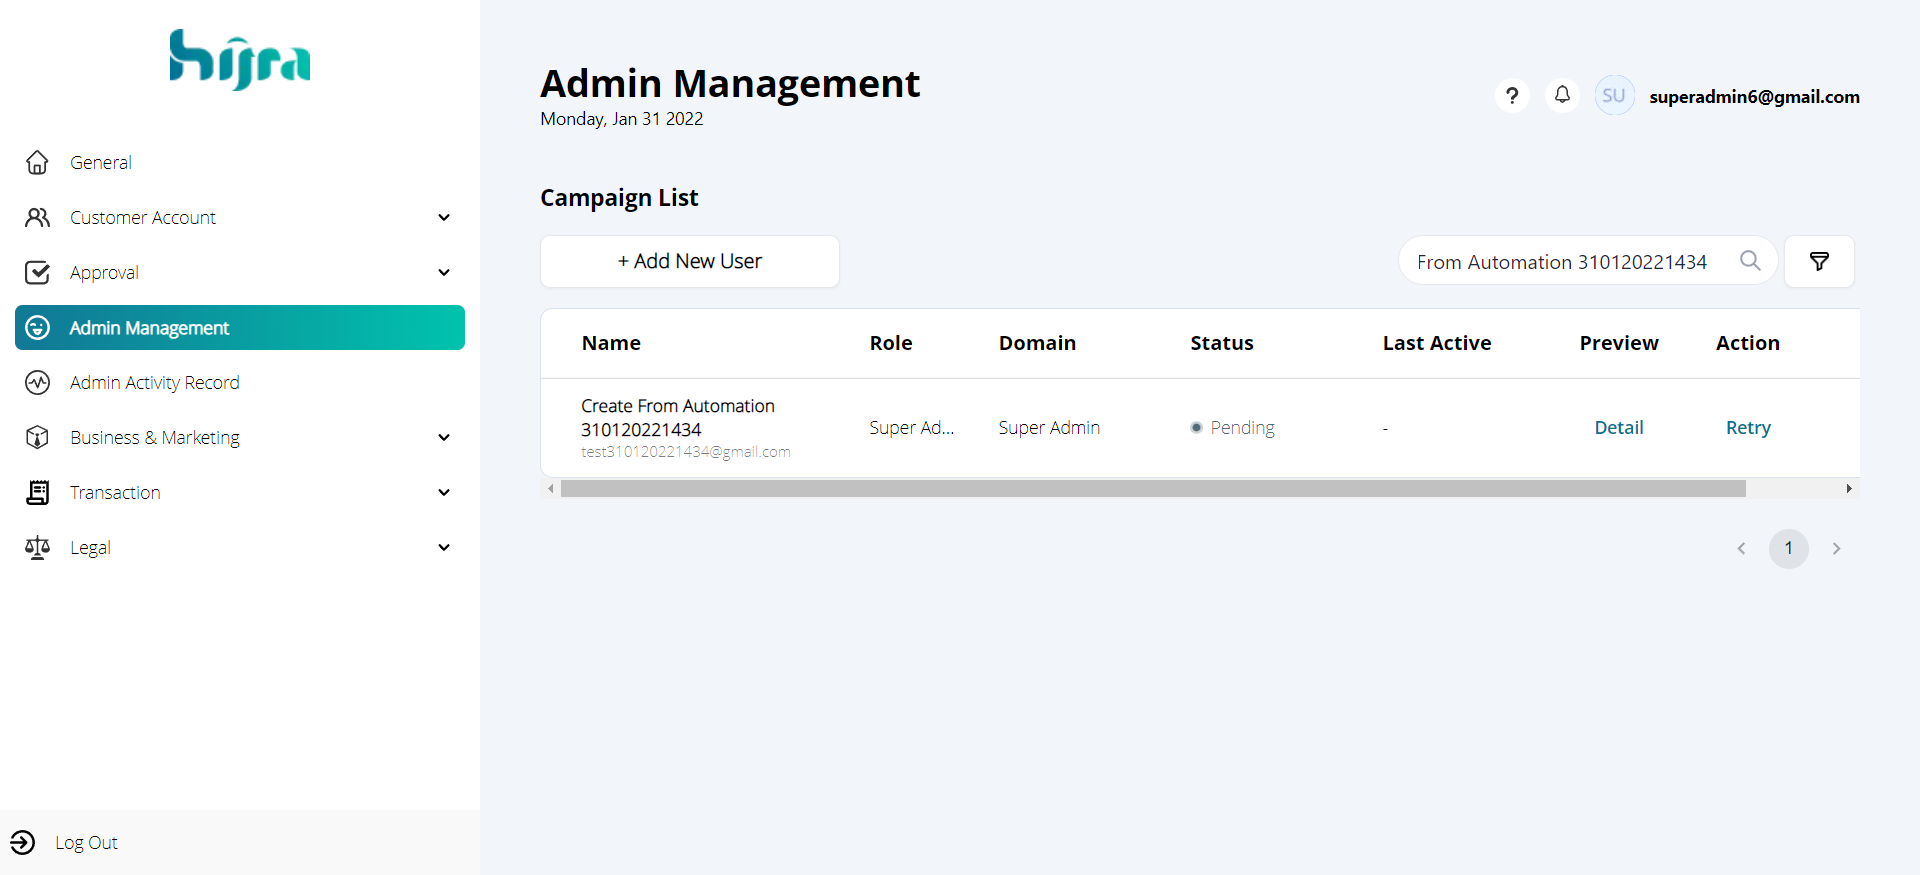 hijra
General
Customer Account
Approval
Admin Management
Admin Activity Record
Business & Marketing
Transaction
Legal
Log Out
Admin Management
Monday, Jan 31 2022
? SU superadmin6@gmail.com
Campaign List
+ Add New User
From Automation 310120221434
Name Role Domain Status Last Active Preview Action
Create From Automation
310120221434
test310120221434@gmail.com
Super Ad... Super Admin Pending - Detail Retry
1